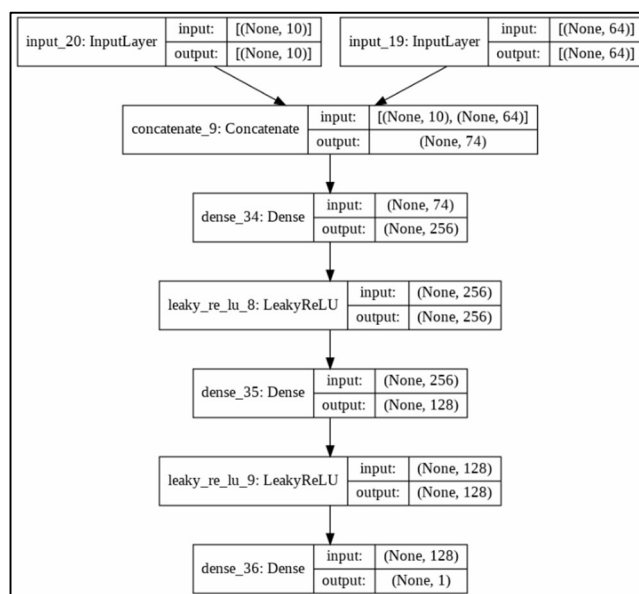 input_20: InputLayer input: [(None, 10)] input_19: InputLayer input: [(None, 64)]
output: [(None, 10)] output: [(None, 64)]
concatenate_9: Concatenate input: [(None, 10), (None, 64)]
output: (None, 74)
dense_34: Dense input: (None, 74)
output: (None, 256)
leaky_re_lu_8: LeakyReLU input: (None, 256)
output: (None, 256)
dense_35: Dense input: (None, 256)
output: (None, 128)
leaky_re_lu_9: LeakyReLU input: (None, 128)
output: (None, 128)
dense_36: Dense input: (None, 128)
output: (None, 1)